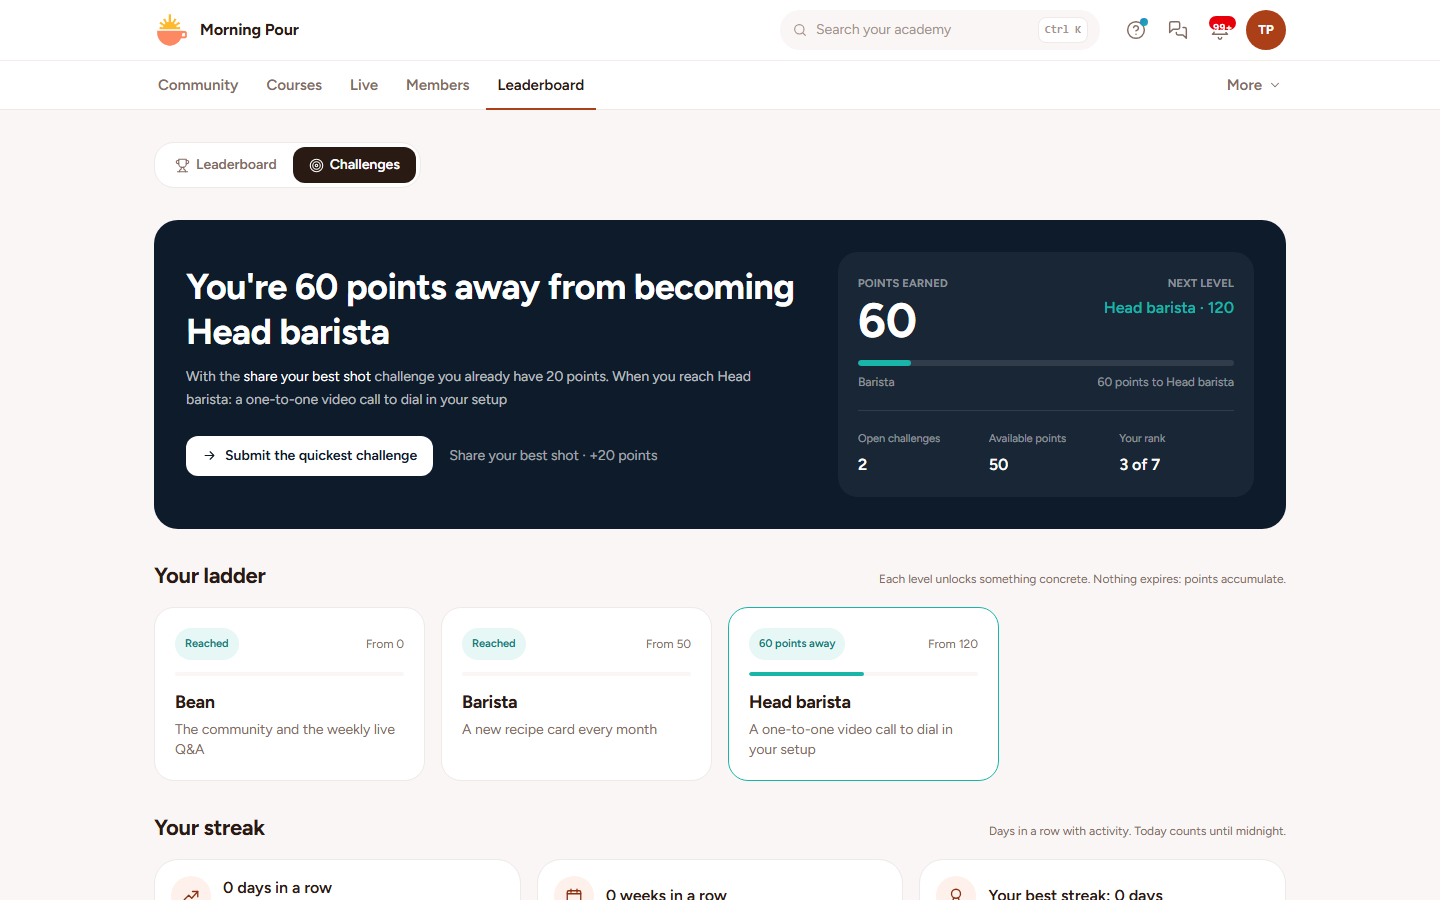 Morning Pour
Search your academy
Ctrl K
99+
TP
Community
Courses
Live
Members
Leaderboard
More
Leaderboard
Challenges
You're 60 points away from becoming
Head barista
With the share your best shot challenge you already have 20 points. When you reach Head
barista: a one-to-one video call to dial in your setup
Submit the quickest challenge
Share your best shot · +20 points
POINTS EARNED
60
NEXT LEVEL
Head barista · 120
Barista
60 points to Head barista
Open challenges
2
Available points
50
Your rank
3 of 7
Your ladder
Each level unlocks something concrete. Nothing expires: points accumulate.
Reached
From 0
Bean
The community and the weekly live
Q&A
Reached
From 50
Barista
A new recipe card every month
60 points away
From 120
Head barista
A one-to-one video call to dial in
your setup
Your streak
Days in a row with activity. Today counts until midnight.
0 days in a row
0 weeks in a row
Your best streak: 0 days